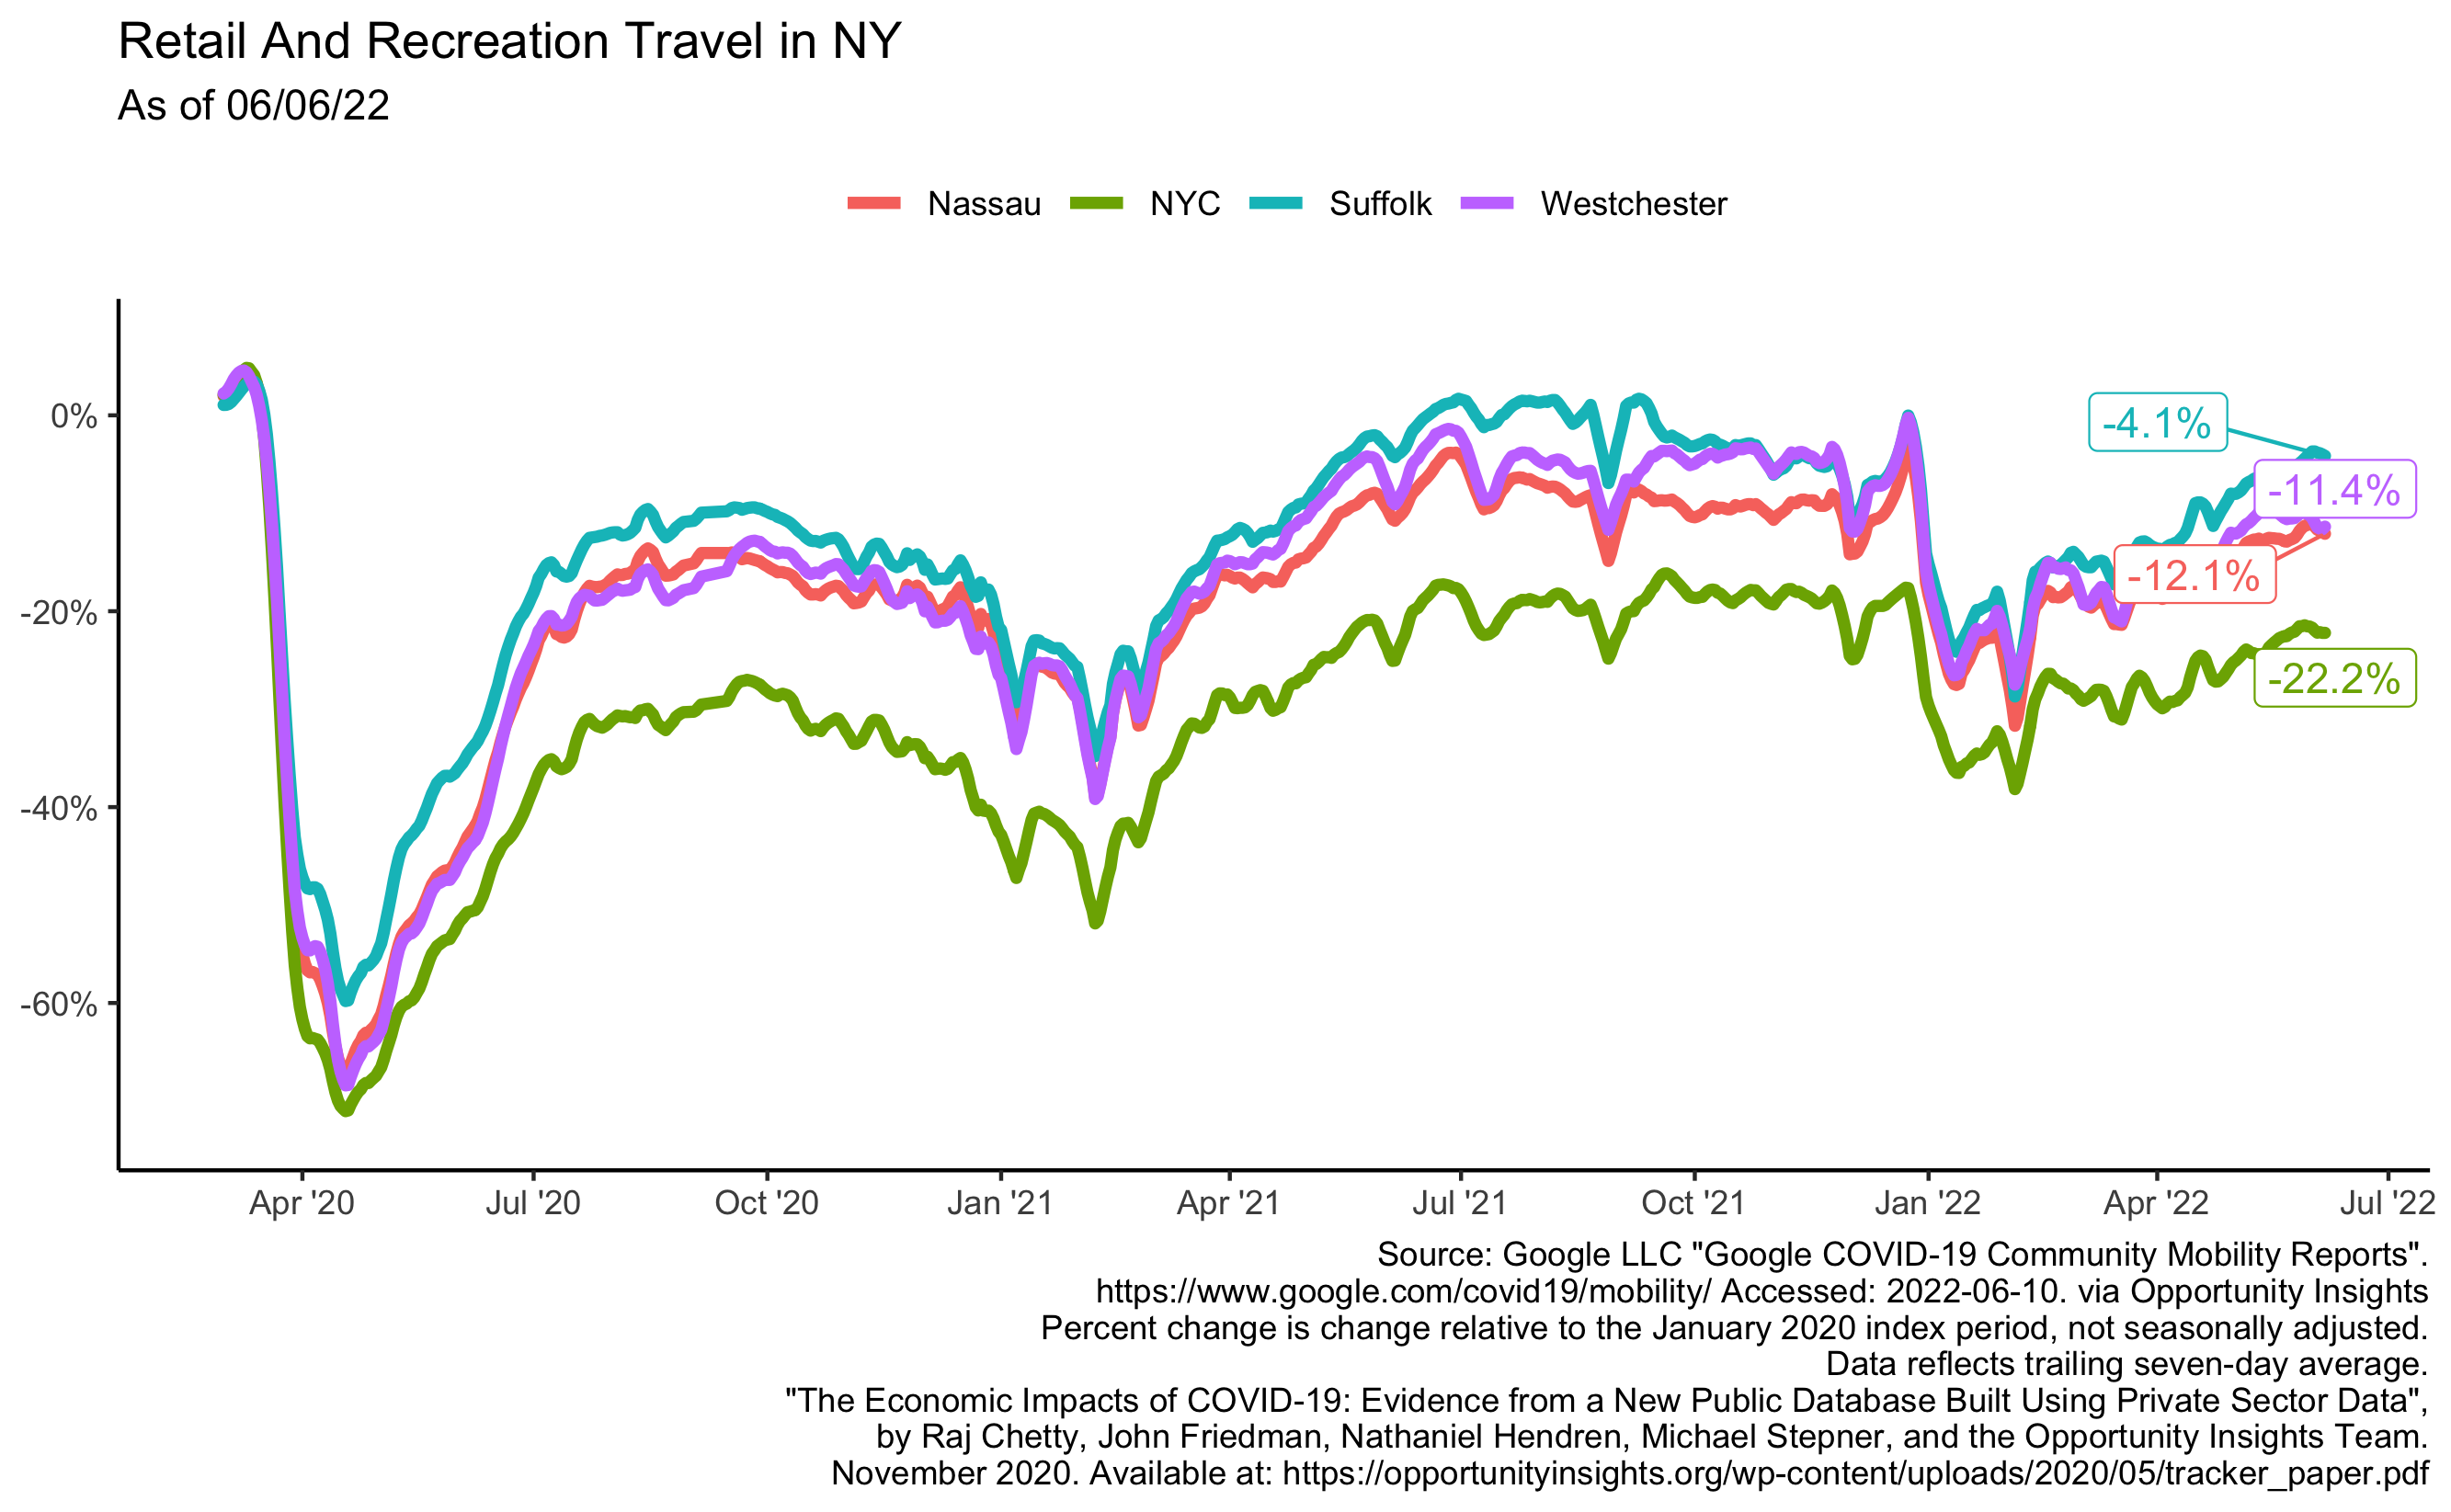 Retail And Recreation Travel in NY
As of 06/06/22
Nassau NYC Suffolk Westchester
0%
-20%
-40%
-60%
-4.1%
-11.4%
-12.1%
-22.2%
Apr '20 Jul '20 Oct '20 Jan '21 Apr '21 Jul '21 Oct '21 Jan '22 Apr '22 Jul '22
Source: Google LLC "Google COVID-19 Community Mobility Reports".
https://www.google.com/covid19/mobility/ Accessed: 2022-06-10. via Opportunity Insights
Percent change is change relative to the January 2020 index period, not seasonally adjusted.
Data reflects trailing seven-day average.
"The Economic Impacts of COVID-19: Evidence from a New Public Database Built Using Private Sector Data",
by Raj Chetty, John Friedman, Nathaniel Hendren, Michael Stepner, and the Opportunity Insights Team.
November 2020. Available at: https://opportunityinsights.org/wp-content/uploads/2020/05/tracker_paper.pdf